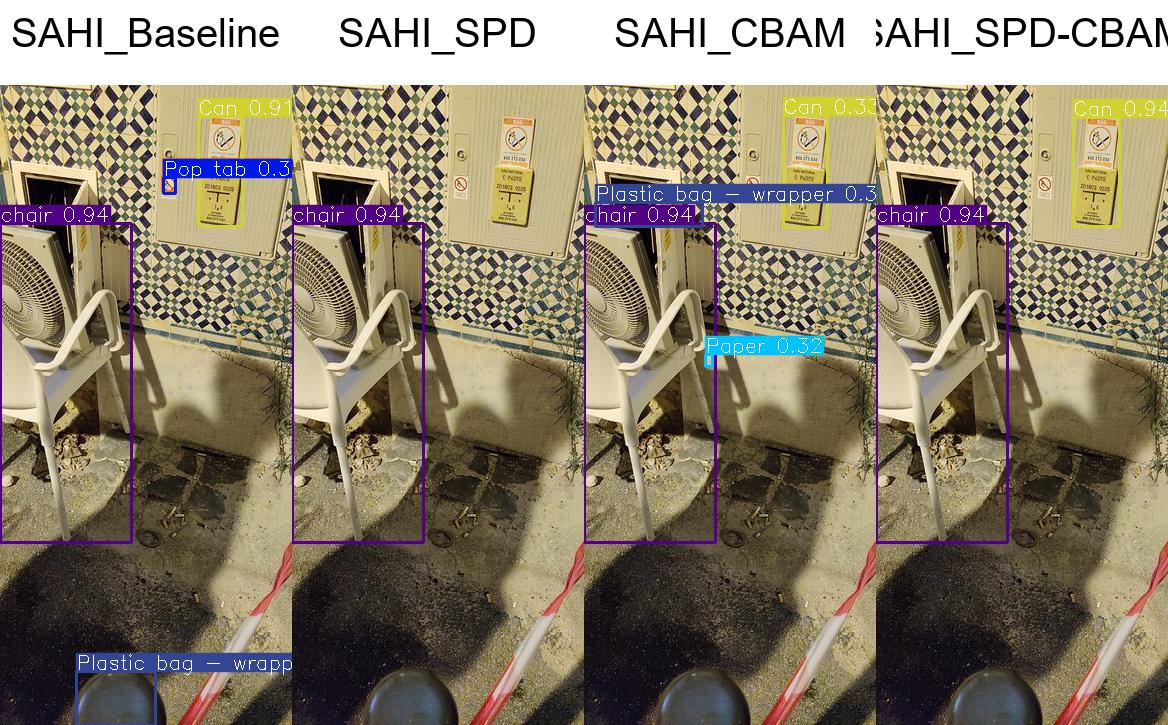 SAHI_Baseline
SAHI_SPD
SAHI_CBAM
SAHI_SPD-CBAM
Can 0.91
Pop tab 0.3
chair 0.94
Plastic bag – wrapp
GAS
chair 0.94
Can 0.33
Plastic bag – wrapper 0.3
chair 0.94
Paper 0.32
Can 0.94
chair 0.94